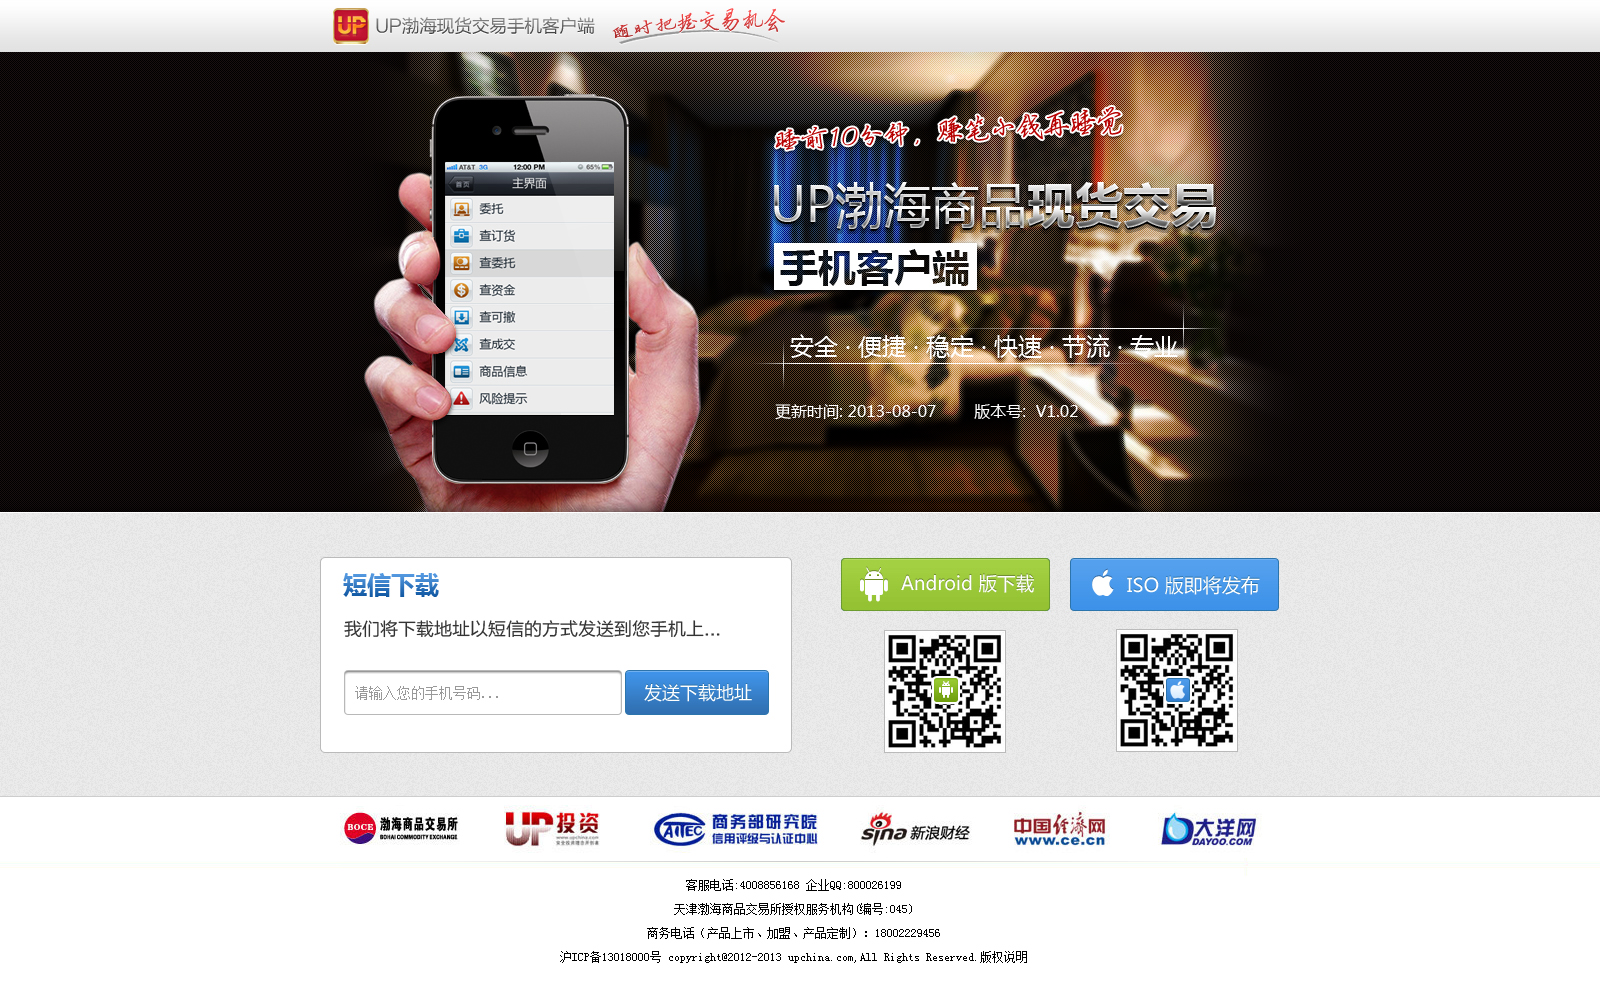 UP UP渤海现货交易手机客户端 随时把握交易机会
睡前10分钟，赚笔小钱再睡觉
UP渤海商品现货交易
手机客户端
安全 · 便捷 · 稳定 · 快速 · 节流 · 专业
更新时间: 2013-08-07 版本号: V1.02
AT&T 3G 12:00 PM 65%
首页 主界面
委托
查订货
查委托
查资金
查可撤
查成交
商品信息
风险提示
短信下载
我们将下载地址以短信的方式发送到您手机上...
请输入您的手机号码... 发送下载地址
Android 版下载 ISO 版即将发布
BOCE 渤海商品交易所 BOHAI COMMODITY EXCHANGE
UP投资 www.upchina.com
AITEC 商务部研究院 信用评级与认证中心
sina 新浪财经
中国经济网 www.ce.cn
大洋网 DAYOO.COM
客服电话:4008856168 企业QQ:800026199
天津渤海商品交易所授权服务机构(编号:045)
商务电话（产品上市、加盟、产品定制）: 18002229456
沪ICP备13018000号 copyright@2012-2013 upchina.com,All Rights Reserved.版权说明